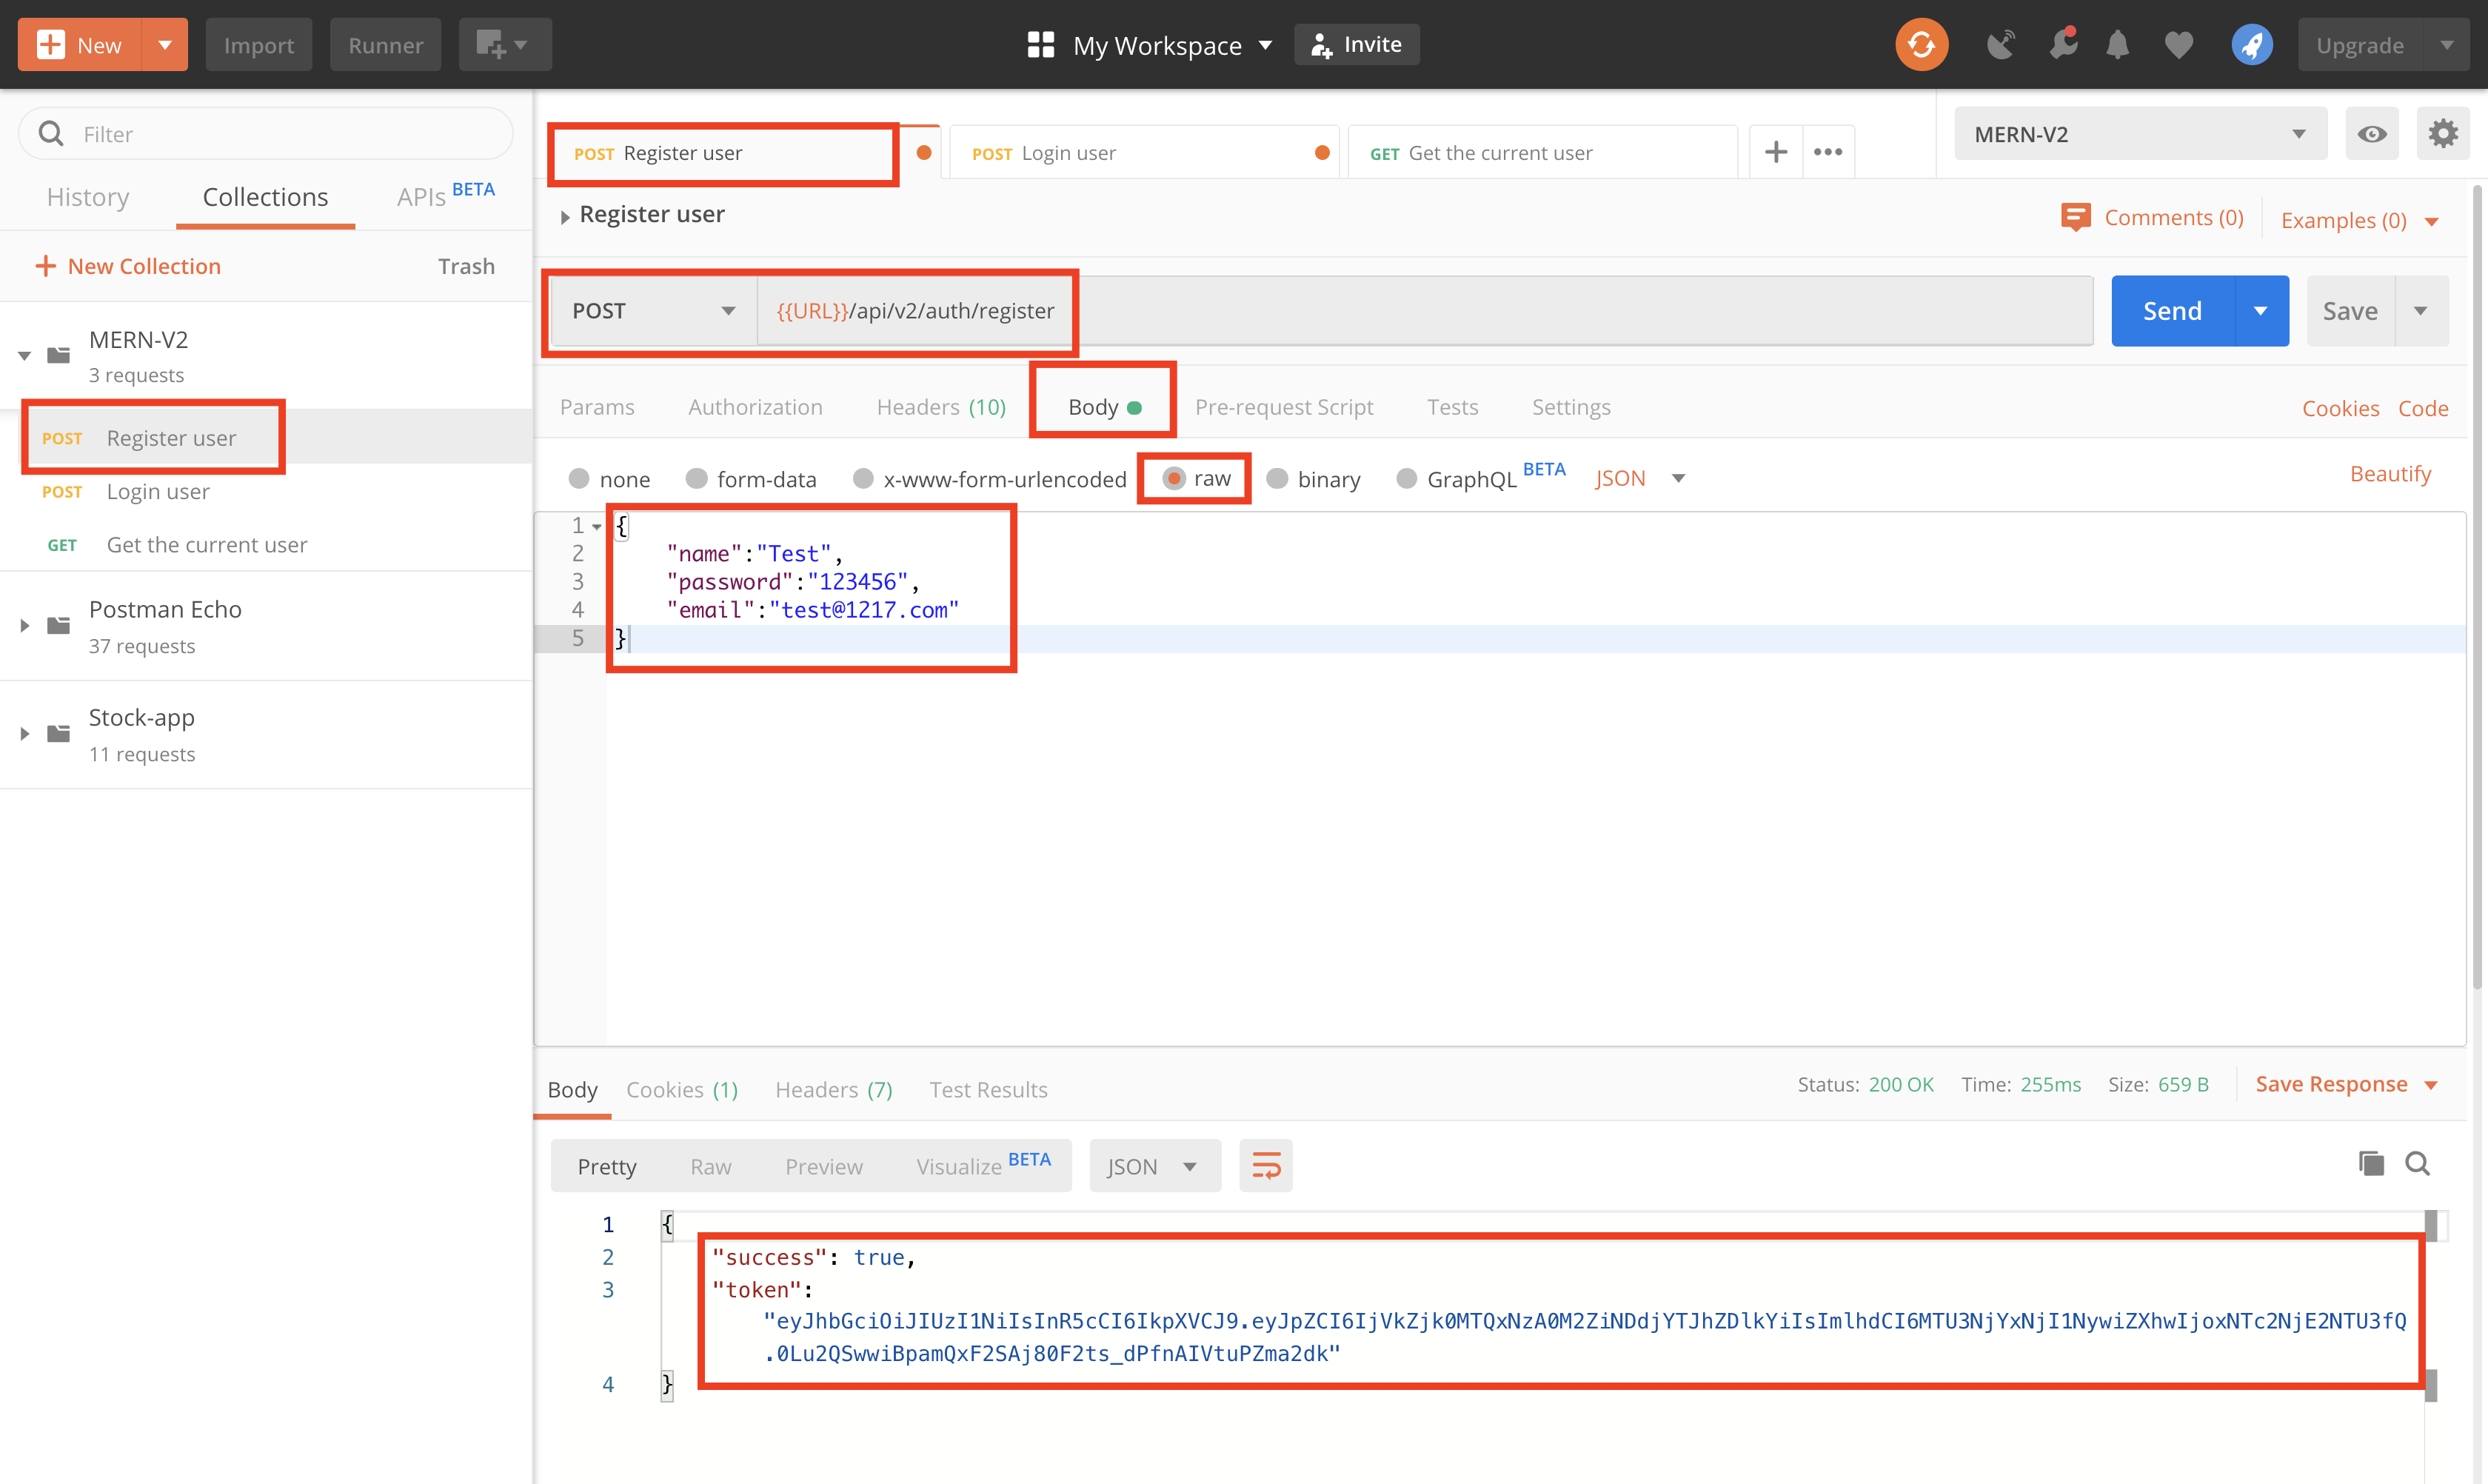 New Import Runner My Workspace Invite Upgrade
Filter
History Collections APIs BETA
+ New Collection Trash
MERN-V2
3 requests
POST Register user
POST Login user
GET Get the current user
Postman Echo
37 requests
Stock-app
11 requests
POST Register user POST Login user GET Get the current user + ••• MERN-V2
Register user Comments (0) Examples (0)
POST {{URL}}/api/v2/auth/register Send Save
Params Authorization Headers (10) Body Pre-request Script Tests Settings Cookies Code
none form-data x-www-form-urlencoded raw binary GraphQL BETA JSON Beautify
1 {
2 "name":"Test",
3 "password":"123456",
4 "email":"test@1217.com"
5 }
Body Cookies (1) Headers (7) Test Results Status: 200 OK Time: 255ms Size: 659 B Save Response
Pretty Raw Preview Visualize BETA JSON
1 {
2 "success": true,
3 "token":
"eyJhbGciOiJIUzI1NiIsInR5cCI6IkpXVCJ9.eyJpZCI6IjVkZjk0MTQxNzA0M2ZiNDdjYTJhZDlkYiIsImlhdCI6MTU3NjYxNjI1NywiZXhwIjoxNTc2NjE2NTU3fQ
.0Lu2QSwwiBpamQxF2SAj80F2ts_dPfnAIVtuPZma2dk"
4 }